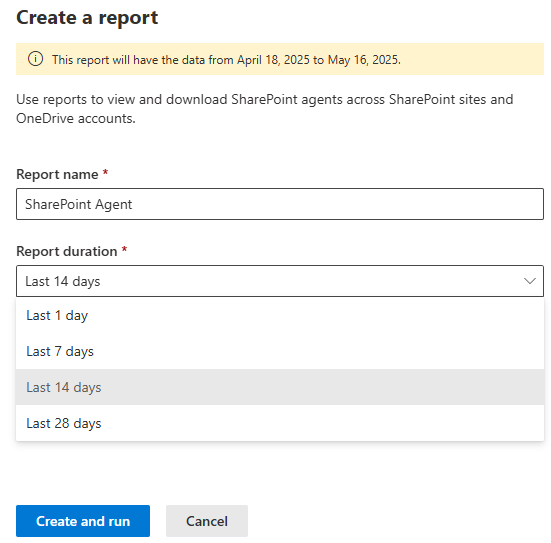 Create a report
This report will have the data from April 18, 2025 to May 16, 2025.
Use reports to view and download SharePoint agents across SharePoint sites and
OneDrive accounts.
Report name *
SharePoint Agent
Report duration *
Last 14 days
Last 1 day
Last 7 days
Last 14 days
Last 28 days
Create and run
Cancel